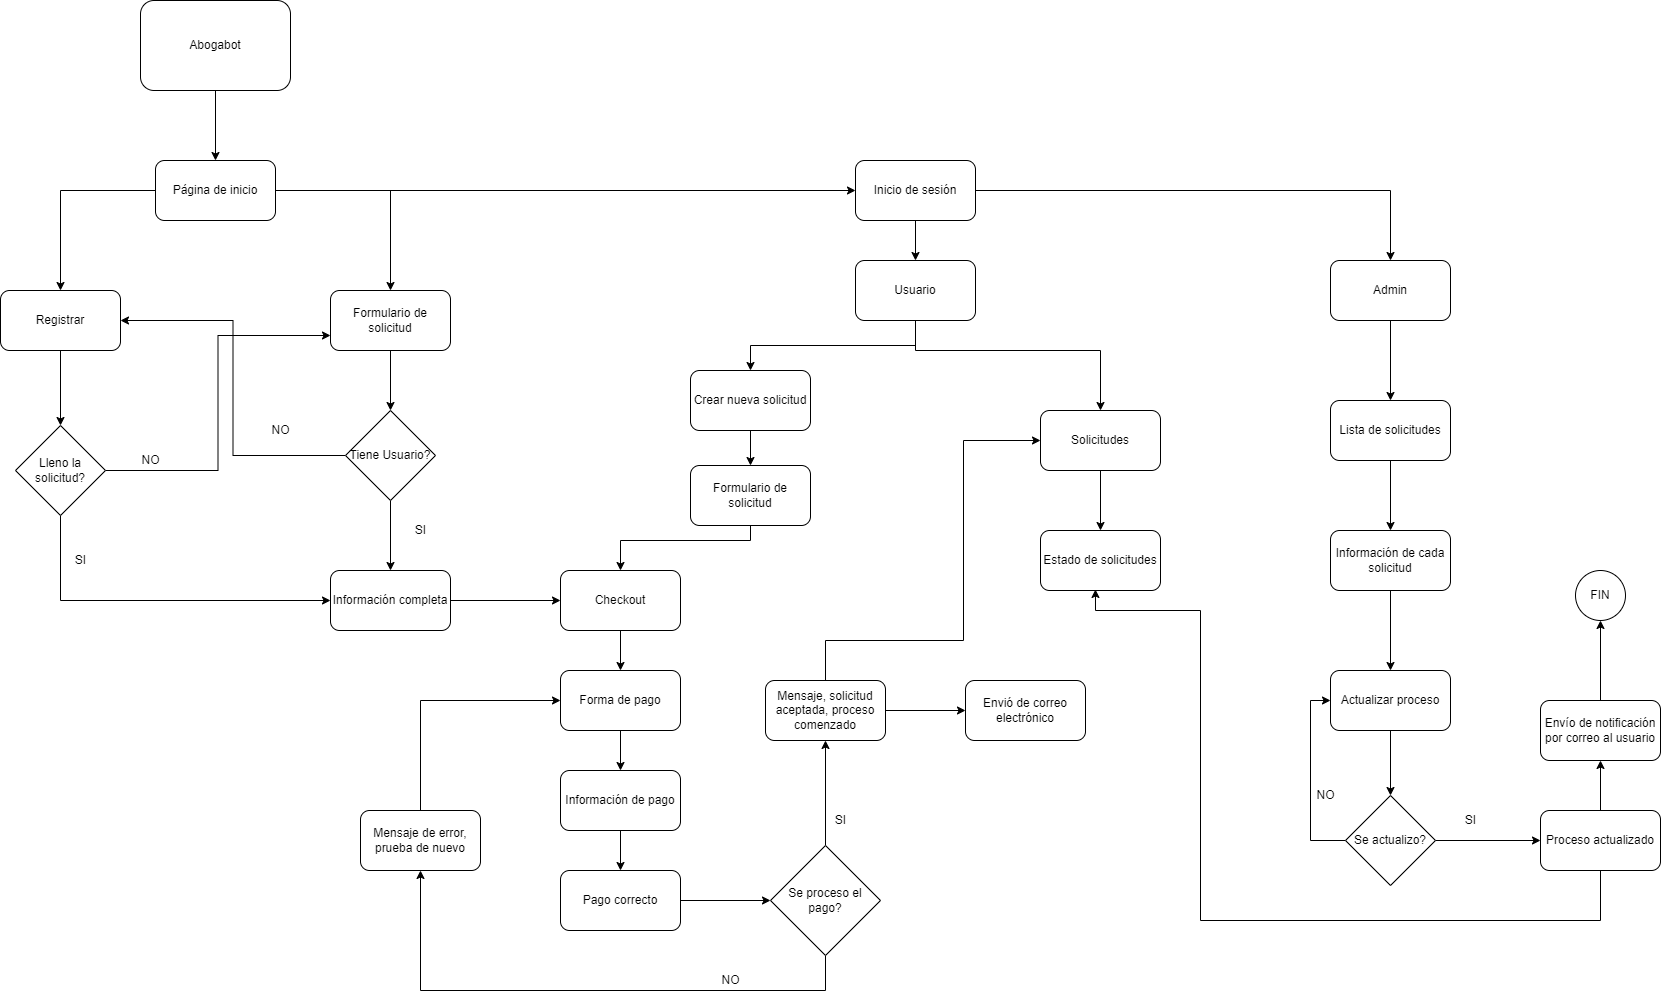 Abogabot
Página de inicio
Inicio de sesión
Usuario
Admin
Registrar
Formulario de
solicitud
Crear nueva solicitud
Solicitudes
Lista de solicitudes
NO
Tiene Usuario?
NO
Lleno la
solicitud?
Formulario de
solicitud
SI
SI
Estado de solicitudes
Información de cada
solicitud
Información completa
Checkout
FIN
Forma de pago
Mensaje, solicitud
aceptada, proceso
comenzado
Envió de correo
electrónico
Actualizar proceso
Envío de notificación
por correo al usuario
Información de pago
NO
SI
SI
Mensaje de error,
prueba de nuevo
Se actualizo?
Proceso actualizado
Pago correcto
Se proceso el
pago?
NO